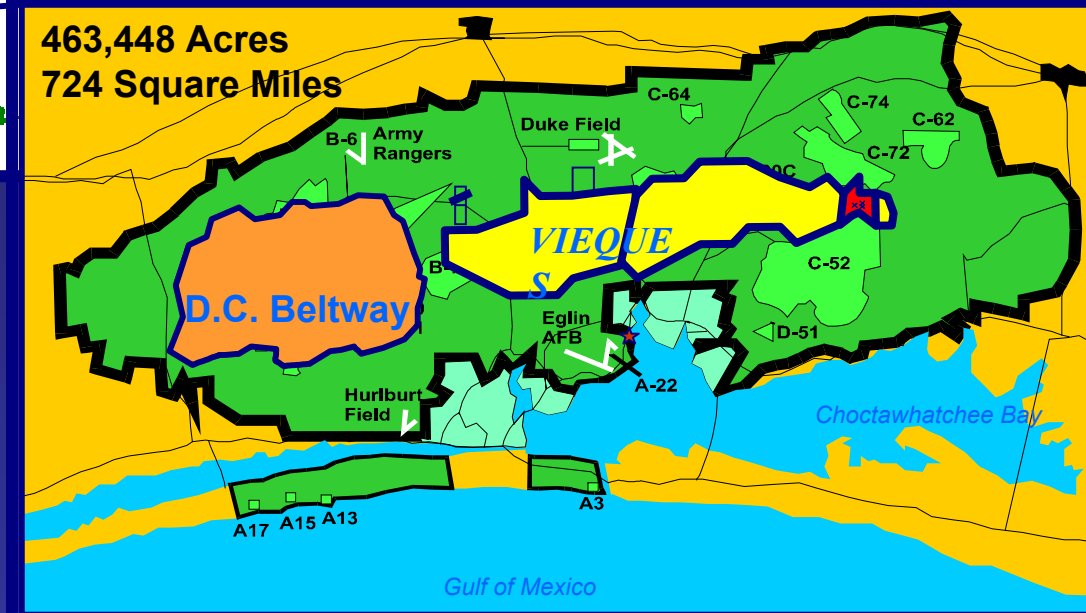 463,448 Acres
724 Square Miles
C-64
C-74
C-62
B-6
Army
Rangers
Duke Field
C-72
VIEQUE
S
C-52
D.C. Beltway
Eglin
AFB
D-51
A-22
Hurlburt
Field
Choctawhatchee Bay
A17
A15
A13
A3
Gulf of Mexico